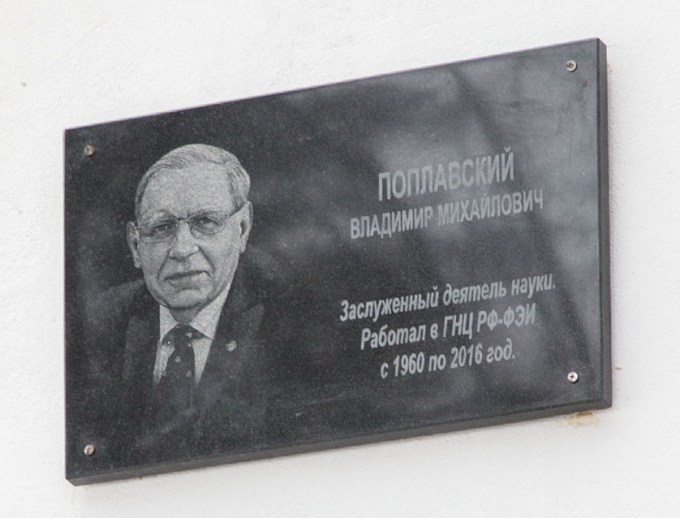 ПОПЛАВСКИЙ
ВЛАДИМИР МИХАЙЛОВИЧ
Заслуженный деятель науки.
Работал в ГНЦ РФ-ФЭИ
с 1960 по 2016 год.